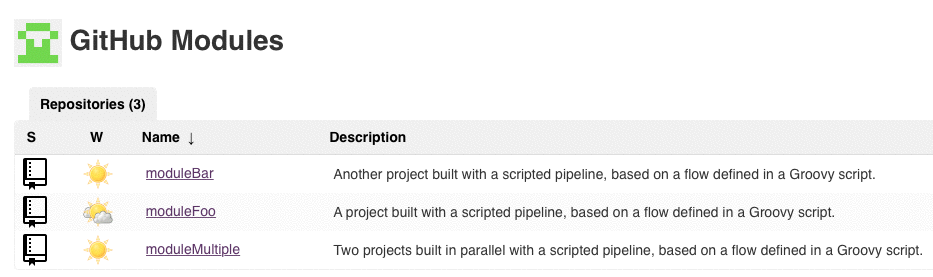 GitHub Modules
Repositories (3)
S W Name ↓ Description
moduleBar Another project built with a scripted pipeline, based on a flow defined in a Groovy script.
moduleFoo A project built with a scripted pipeline, based on a flow defined in a Groovy script.
moduleMultiple Two projects built in parallel with a scripted pipeline, based on a flow defined in a Groovy script.